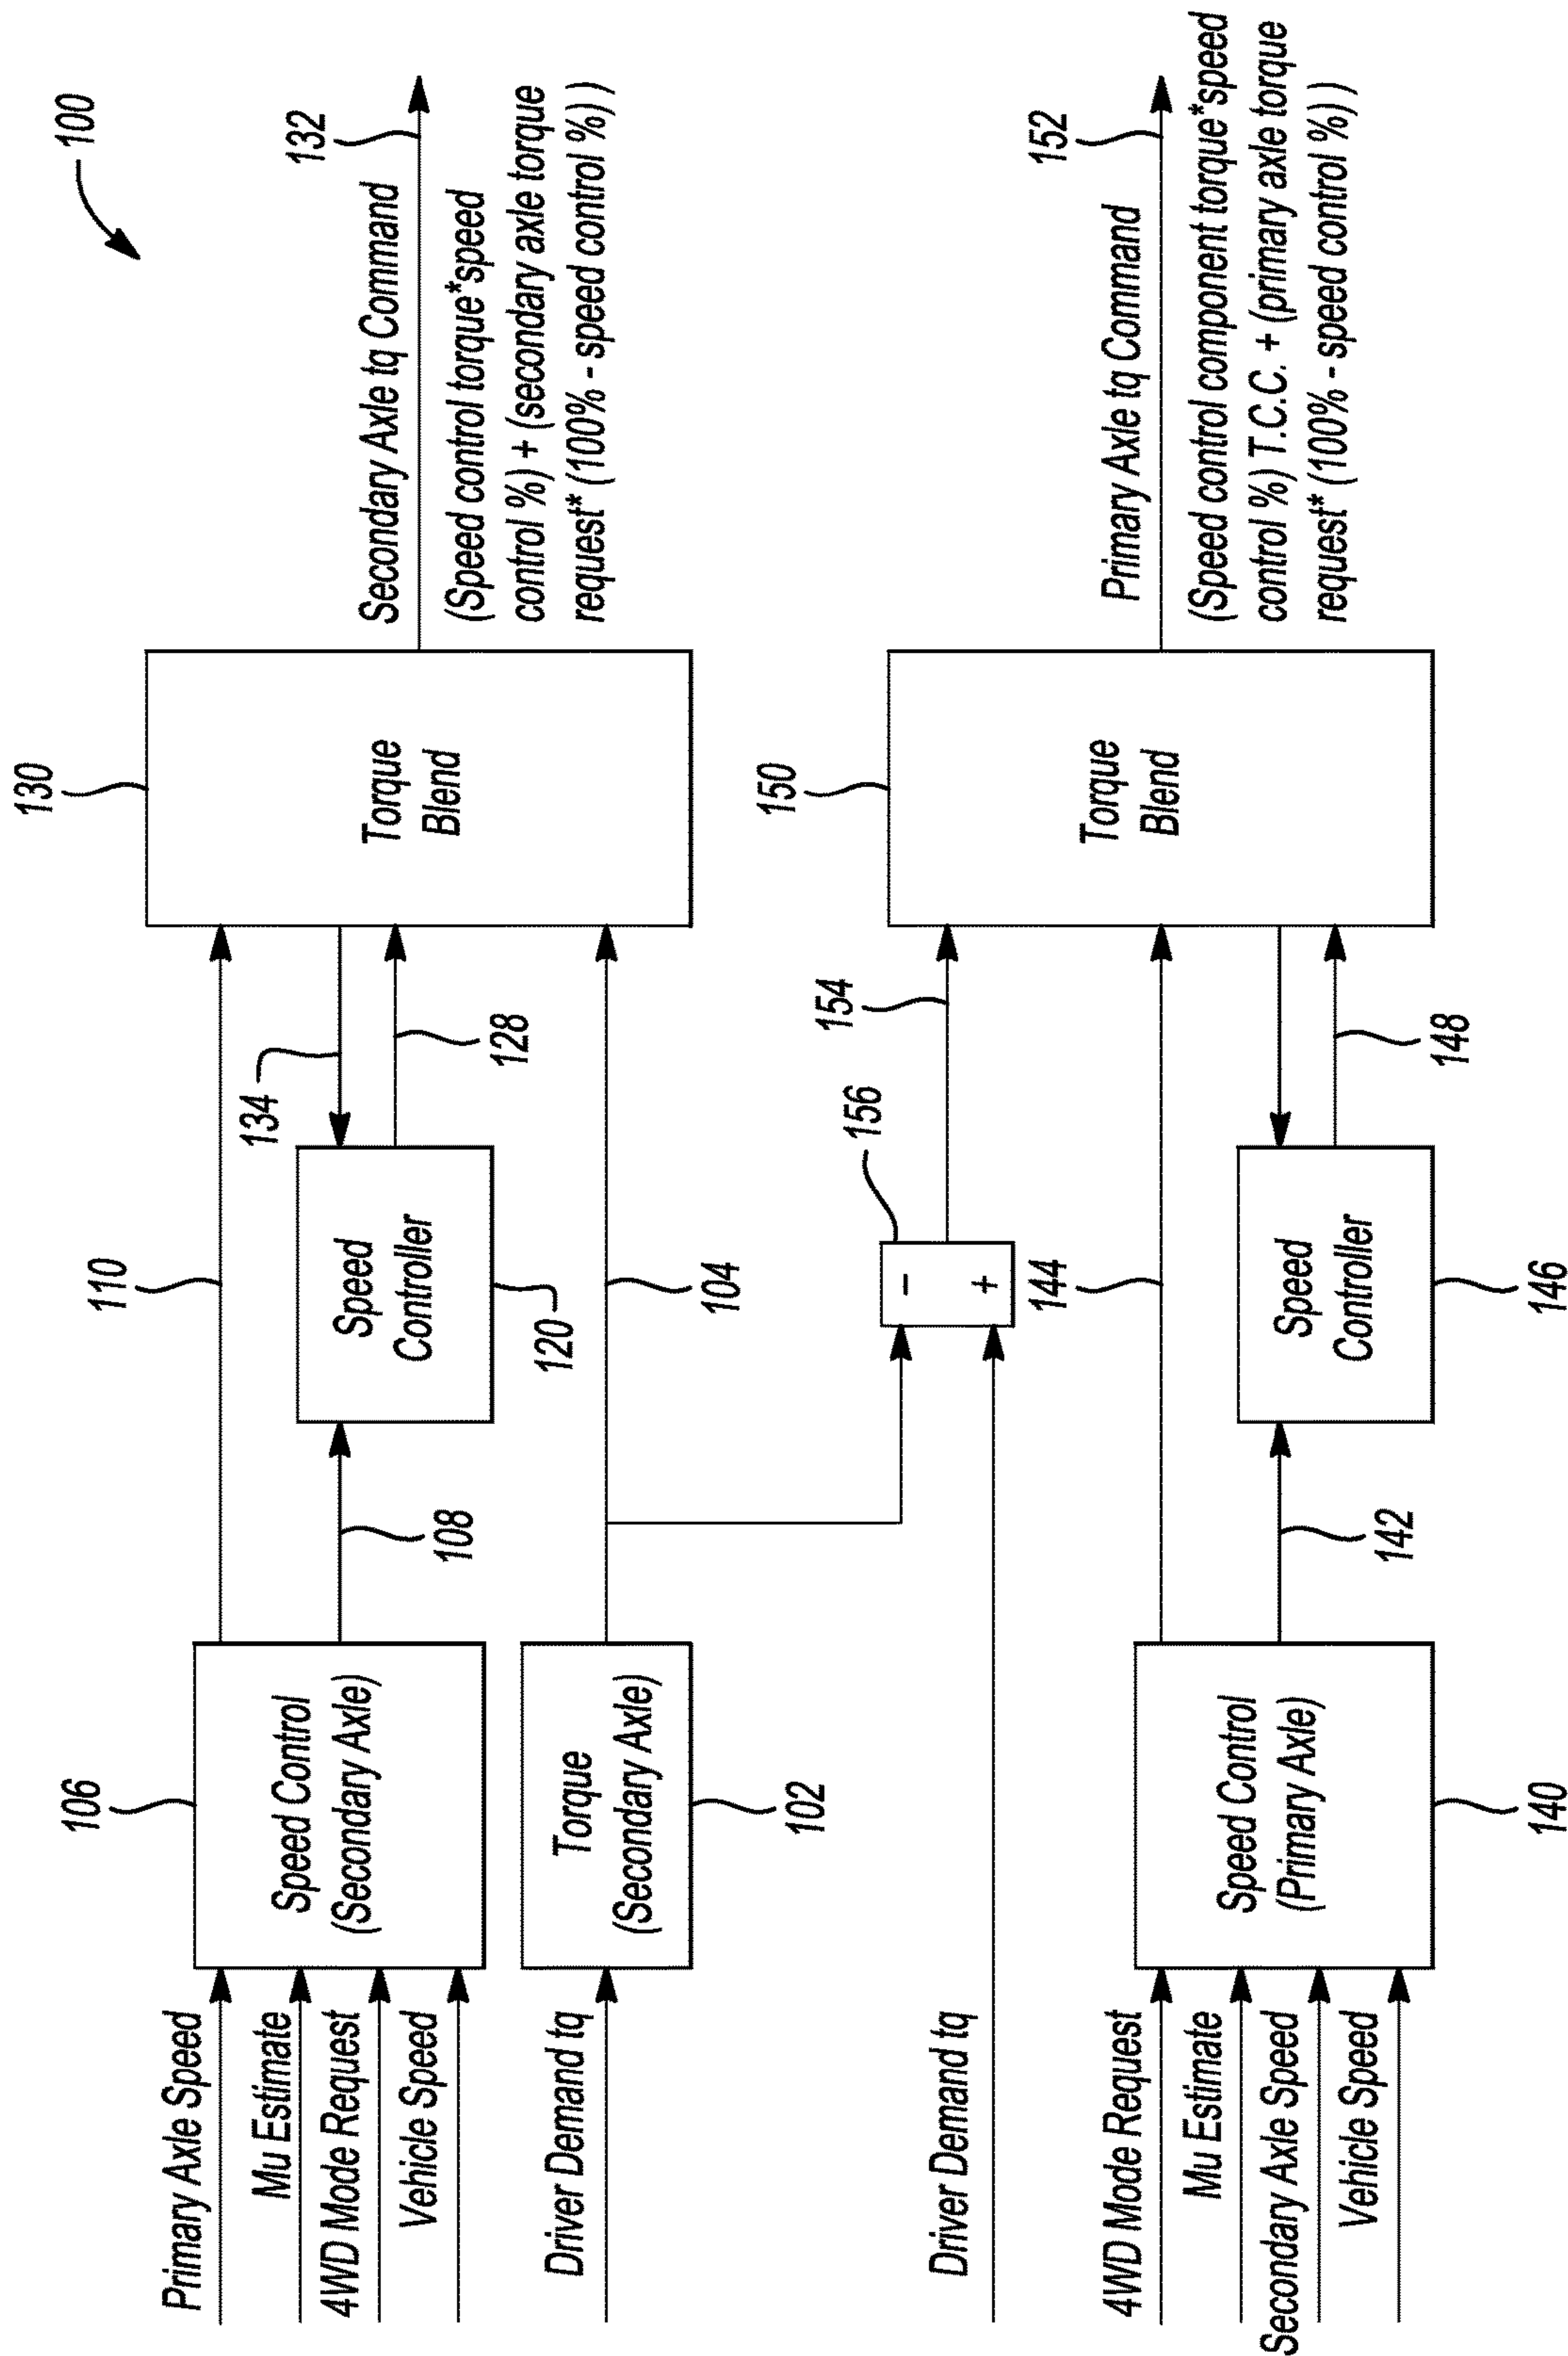 100
Primary Axle Speed
Mu Estimate
4WD Mode Request
Vehicle Speed
106
Speed Control
(Secondary Axle)
110
108
134
Speed
Controller
120
128
130
Torque
Blend
132
Secondary Axle tq Command
(Speed control torque*speed
control %) + (secondary axle torque
request* (100% - speed control %) )
Driver Demand tq
Torque
(Secondary Axle)
102
104
Driver Demand tq
156
-
+
154
150
Torque
Blend
152
Primary Axle tq Command
(Speed control component torque*speed
control %) T.C.C. + (primary axle torque
request* (100% - speed control %) )
4WD Mode Request
Mu Estimate
Secondary Axle Speed
Vehicle Speed
Speed Control
(Primary Axle)
140
144
142
Speed
Controller
146
148